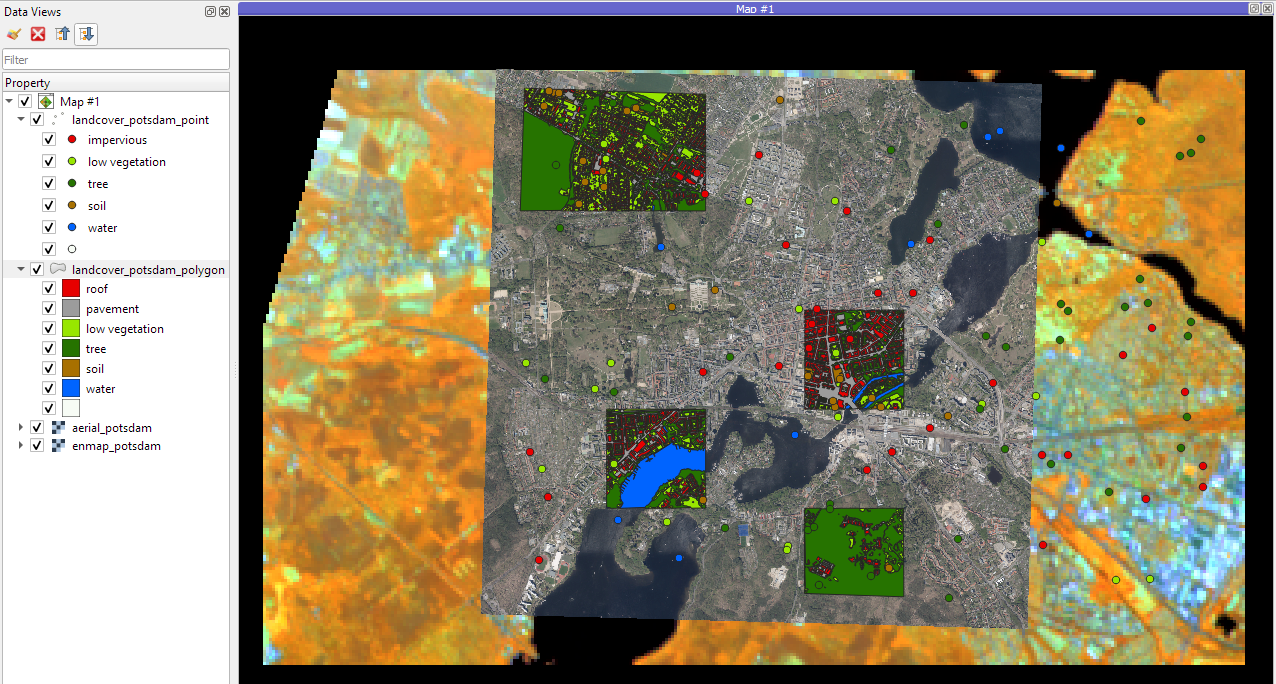 Data Views
Map #1
Filter
Property
Map #1
landcover_potsdam_point
impervious
low vegetation
tree
soil
water
landcover_potsdam_polygon
roof
pavement
low vegetation
tree
soil
water
aerial_potsdam
enmap_potsdam